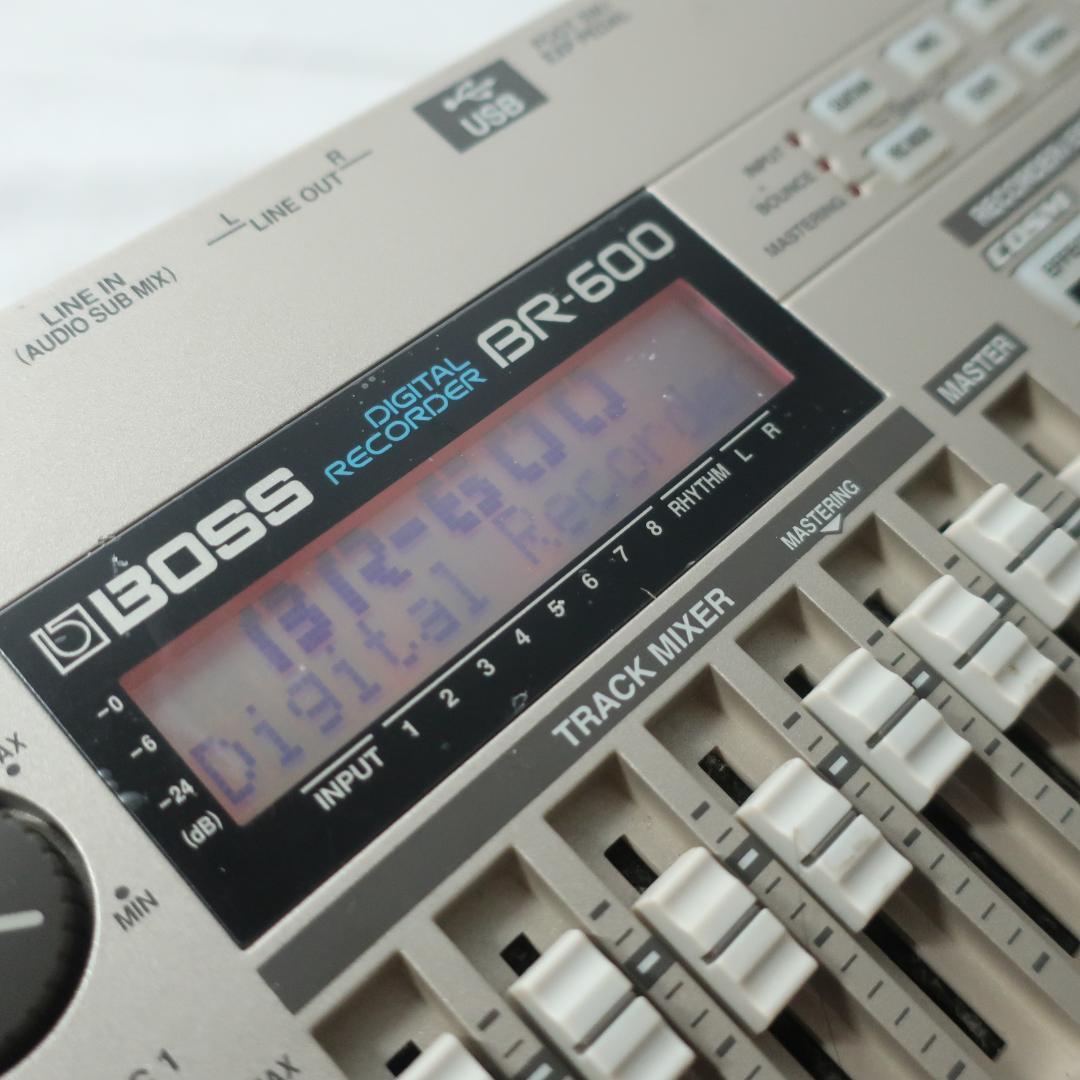 USB
L R
LINE OUT
LINE IN
(AUDIO SUB MIX)
INPUT
BOUNCE
MASTERING
COSM
BOSS DIGITAL RECORDER BR-600
BR-600
Digital Recorder
-0
-6
-24
(dB)
INPUT 1 2 3 4 5 6 7 8 RHYTHM L R
MASTER
MASTERING
TRACK MIXER
MIN